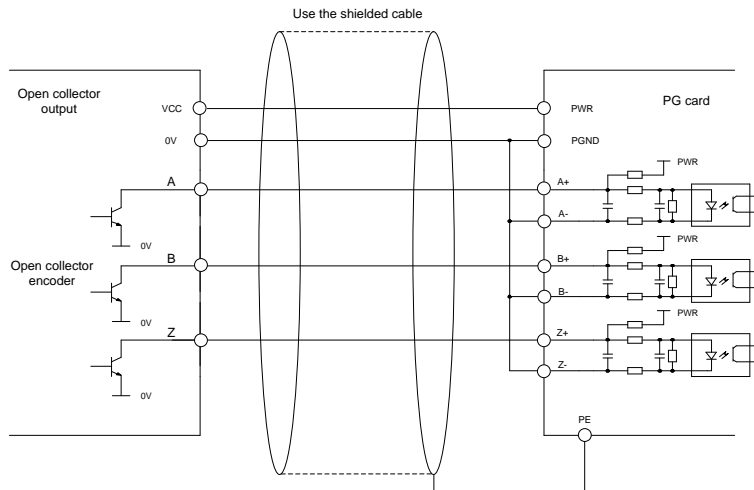 Use the shielded cable
Open collector
output
VCC
PWR
PG card
0V
PGND
A
A+
PWR
A-
0V
Open collector
encoder
B
B+
PWR
B-
0V
Z
Z+
PWR
Z-
0V
PE